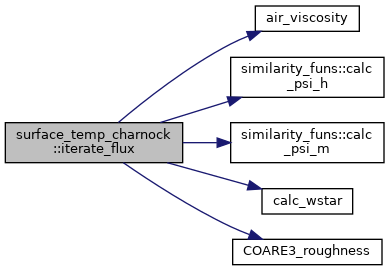 air_viscosity
similarity_funs::calc
_psi_h
surface_temp_charnock
::iterate_flux
similarity_funs::calc
_psi_m
calc_wstar
COARE3_roughness